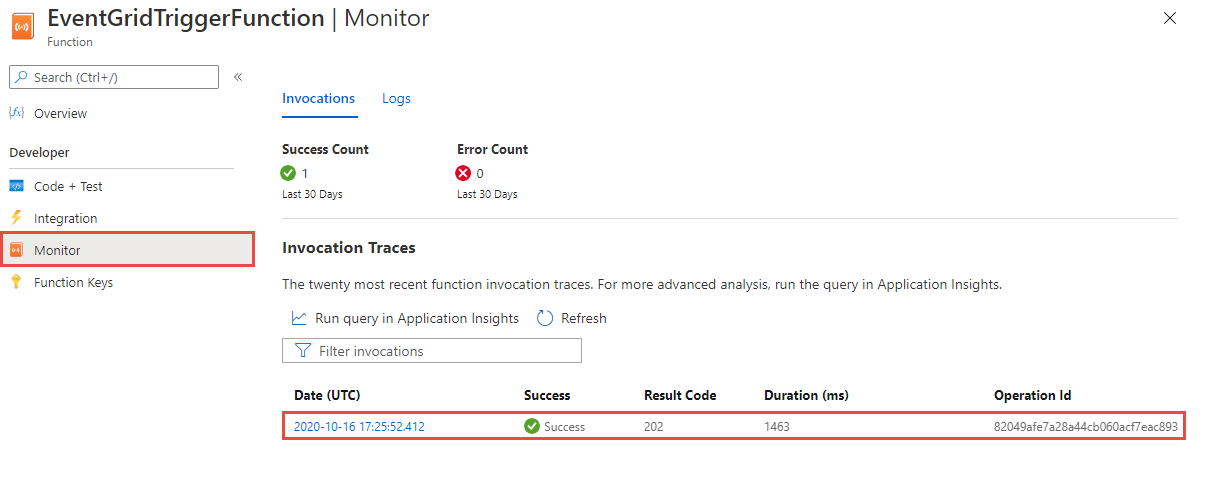 EventGridTriggerFunction | Monitor
Function
Search (Ctrl+/)
«
Overview
Developer
Code + Test
Integration
Monitor
Function Keys
Invocations Logs
Success Count Error Count
1 0
Last 30 Days Last 30 Days
Invocation Traces
The twenty most recent function invocation traces. For more advanced analysis, run the query in Application Insights.
Run query in Application Insights Refresh
Filter invocations
Date (UTC) Success Result Code Duration (ms) Operation Id
2020-10-16 17:25:52.412 Success 202 1463 82049afe7a28a44cb060acf7eac893